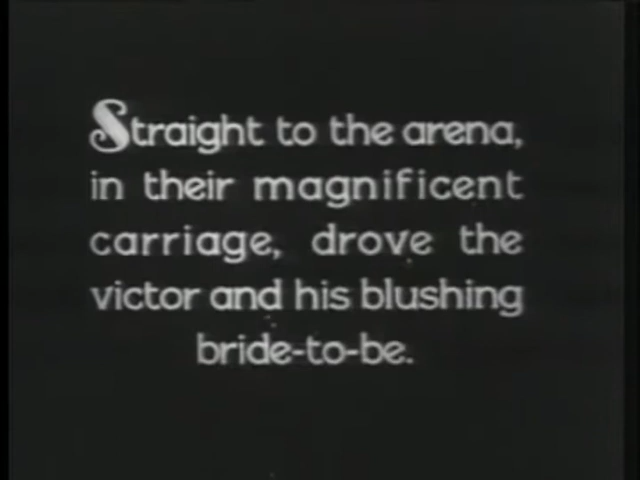 Straight to the arena,
in their magnificent
carriage, drove the
victor and his blushing
bride-to-be.